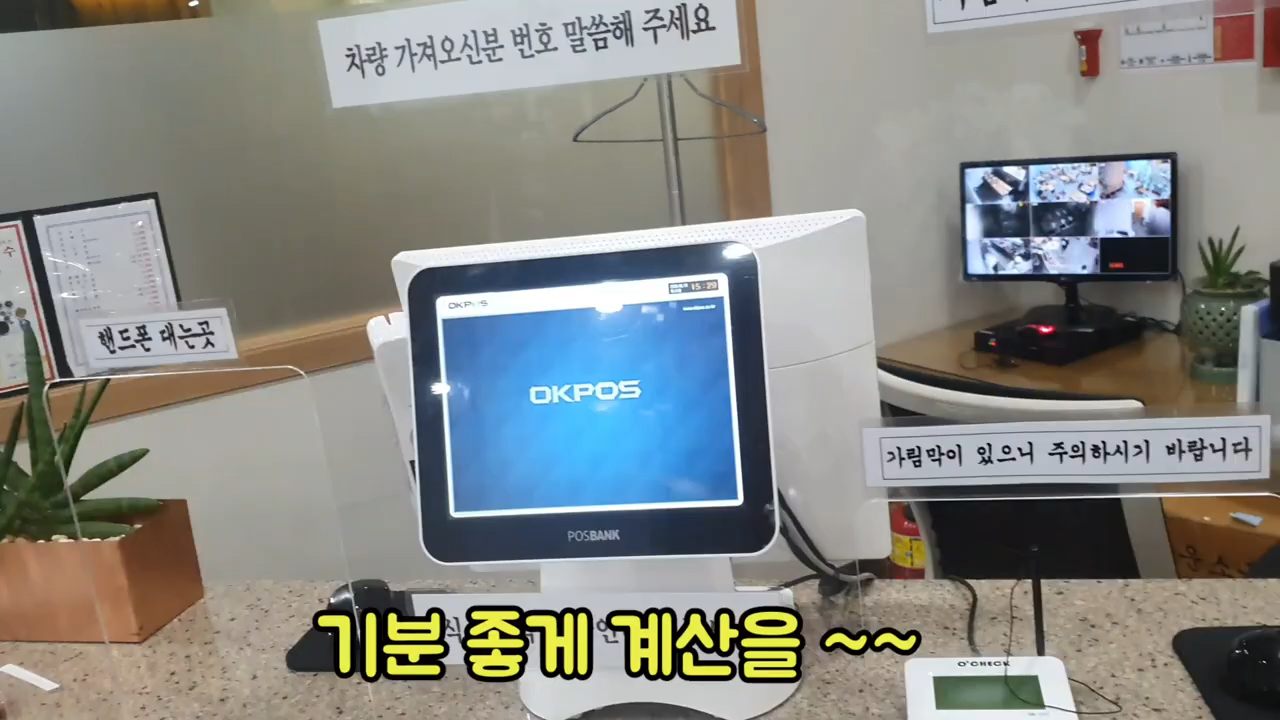 차량 가져오신분 번호 말씀해 주세요
핸드폰 대는곳
OKPOS
15:29
OKPOS
POSBANK
가림막이 있으니 주의하시기 바랍니다
기분 좋게 계산을 ~~
O'CHECK